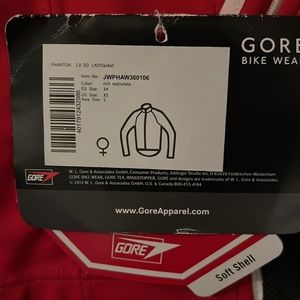 GORE
BIKE WEAR
PHANTOM 2.0 SO LADY Jacket
Item No: JWPHAW360106
Color: rich red/white
EU Size: 34
US Size: XS
Asia Size: S
W. L. Gore & Associates GmbH, Consumer Products, Aiblinger Straße 60, D-83620 Feldkirchen-Westerham
GORE BIKE WEAR, GORE-TEX, WINDSTOPPER, GORE and designs are trademarks of W. L. Gore & Associates
© 2013 W. L. Gore & Associates GmbH. U.S. & Canada 800-455-4184
GORE
www.GoreApparel.com
GORE
Soft Shell